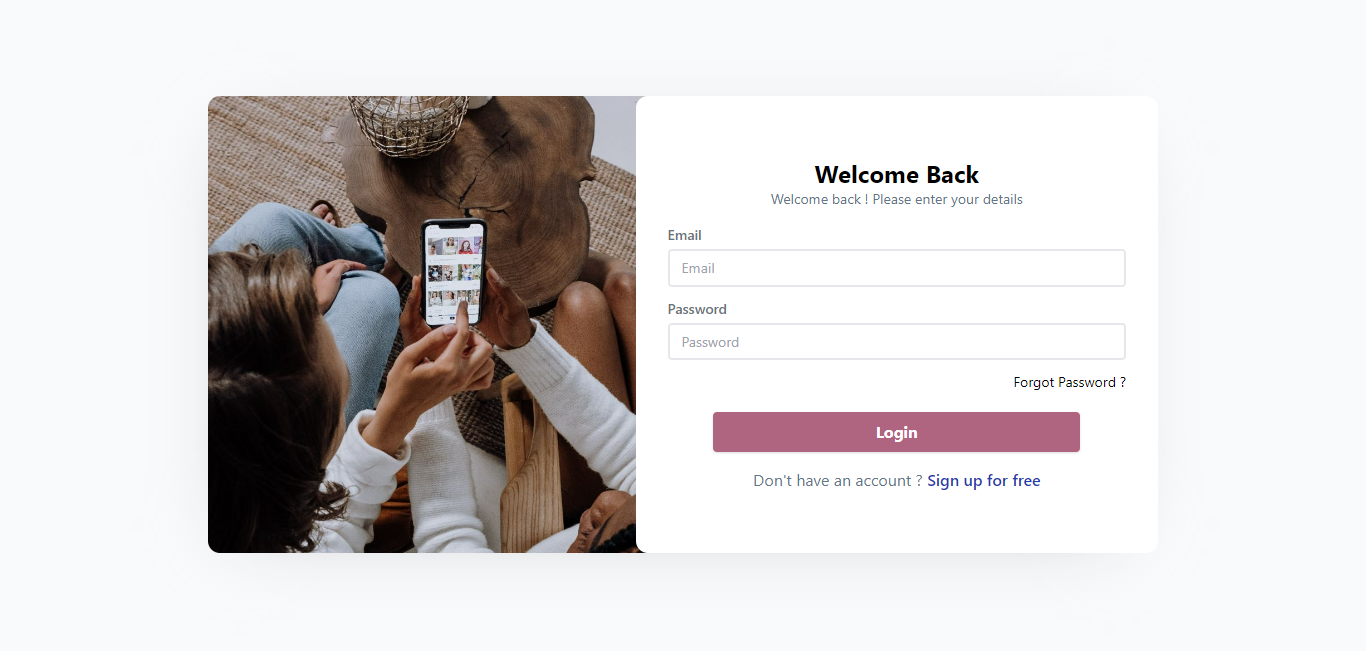 Welcome Back
Welcome back ! Please enter your details
Email
Email
Password
Password
Forgot Password ?
Login
Don't have an account ? Sign up for free